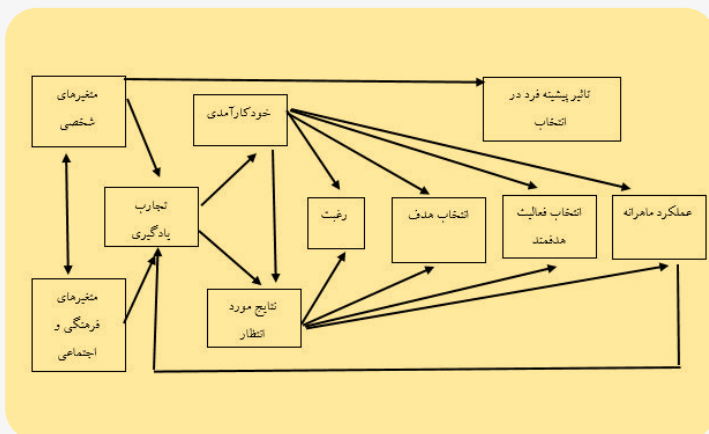 متغیرهای
شخصی
تاثیر پیشینه فرد در
انتخاب
خودکارآمدی
تجارب
یادگیری
رغبت
انتخاب هدف
انتخاب فعالیت
هدفمند
عملکرد ماهرانه
متغیرهای
فرهنگی و
اجتماعی
نتایج مورد
انتظار